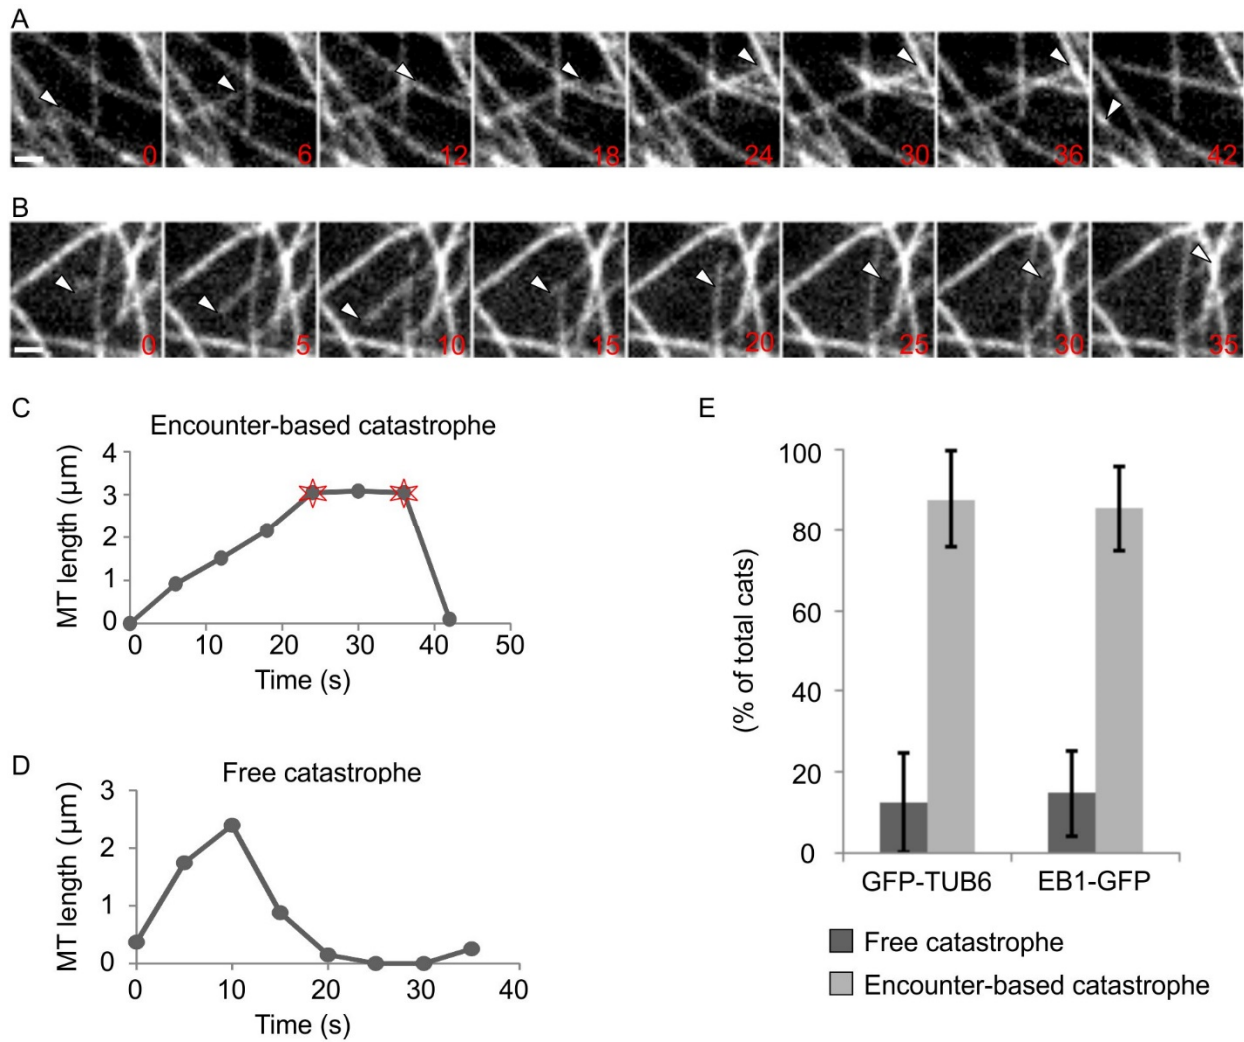 A
0 6 12 18 24 30 36 42
B
0 5 10 15 20 25 30 35
C
Encounter-based catastrophe
MT length (µm)
4
3
2
1
0
0 10 20 30 40 50
Time (s)
D
Free catastrophe
MT length (µm)
3
2
1
0
0 10 20 30 40
Time (s)
E
(% of total cats)
100
80
60
40
20
0
GFP-TUB6 EB1-GFP
Free catastrophe
Encounter-based catastrophe